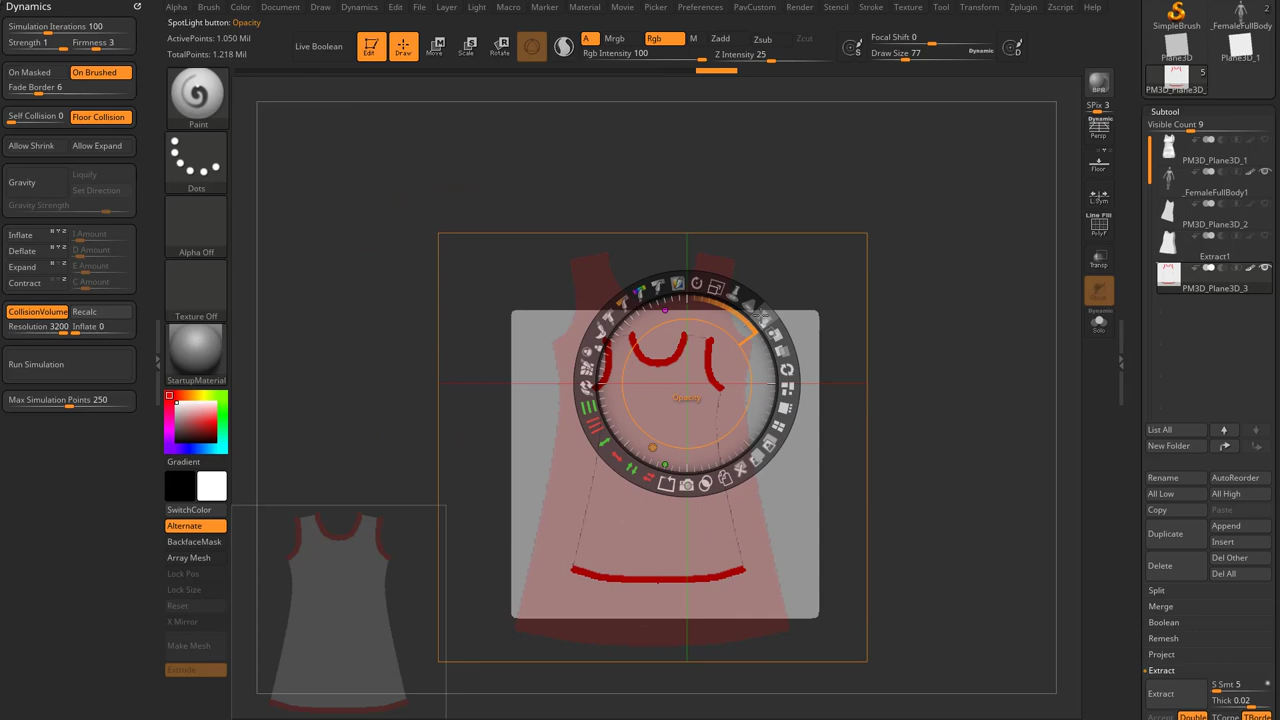 Dynamics
Simulation Iterations 100
Strength 1
Firmness 3
On Masked
On Brushed
Fade Border 6
Self Collision 0
Floor Collision
Allow Shrink
Allow Expand
Gravity
Liquify
Set Direction
Gravity Strength
Inflate
I Amount
Deflate
D Amount
Expand
E Amount
Contract
C Amount
CollisionVolume
Recalc
Resolution 3200
Inflate 0
Run Simulation
Max Simulation Points 250
Alpha Brush Color Document Draw Dynamics Edit File Layer Light Macro Marker Material Movie Picker Preferences PavCustom Render Stencil Stroke Texture Tool Transform Zplugin Zscript Help
SpotLight button: Opacity
ActivePoints: 1.050 Mil
TotalPoints: 1.218 Mil
Live Boolean
Edit
Draw
Move
Scale
Rotate
A
Mrgb
Rgb
M
Rgb Intensity 100
Zadd
Zsub
Zcut
Z Intensity 25
S
Focal Shift 0
Draw Size 77
Dynamic
D
Paint
Dots
Alpha Off
Texture Off
StartupMaterial
Gradient
SwitchColor
Alternate
BackfaceMask
Array Mesh
Lock Pos
Lock Size
Reset
X Mirror
Make Mesh
Extrude
Opacity
BPR
SPix 3
Dynamic
Persp
Floor
L.Sym
Line Fill
PolyF
Transp
Ghost
Dynamic
Solo
2
SimpleBrush
_FemaleFullBody
Plane3D
Plane3D_1
5
PM3D_Plane3D_
Subtool
Visible Count 9
PM3D_Plane3D_1
_FemaleFullBody1
PM3D_Plane3D_2
Extract1
PM3D_Plane3D_3
List All
New Folder
Rename
AutoReorder
All Low
All High
Copy
Paste
Duplicate
Append
Insert
Delete
Del Other
Del All
Split
Merge
Boolean
Remesh
Project
Extract
Extract
S Smt 5
Thick 0.02
Accept
Double
TCorne
TBorde